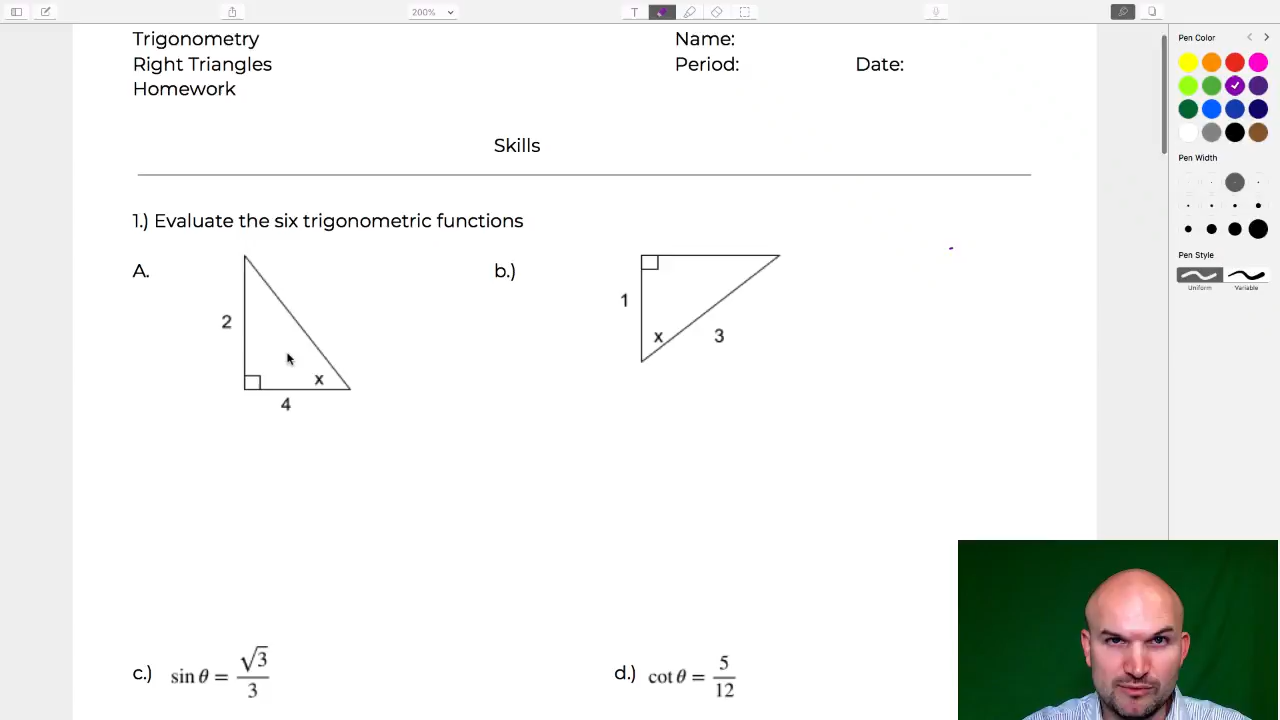 200%
T
Trigonometry
Right Triangles
Homework
Name:
Period:
Date:
Skills
1.) Evaluate the six trigonometric functions
A.
2
x
4
b.)
1
x
3
c.) sin θ = √3/3
d.) cot θ = 5/12
Pen Color
Pen Width
Pen Style
Uniform
Variable